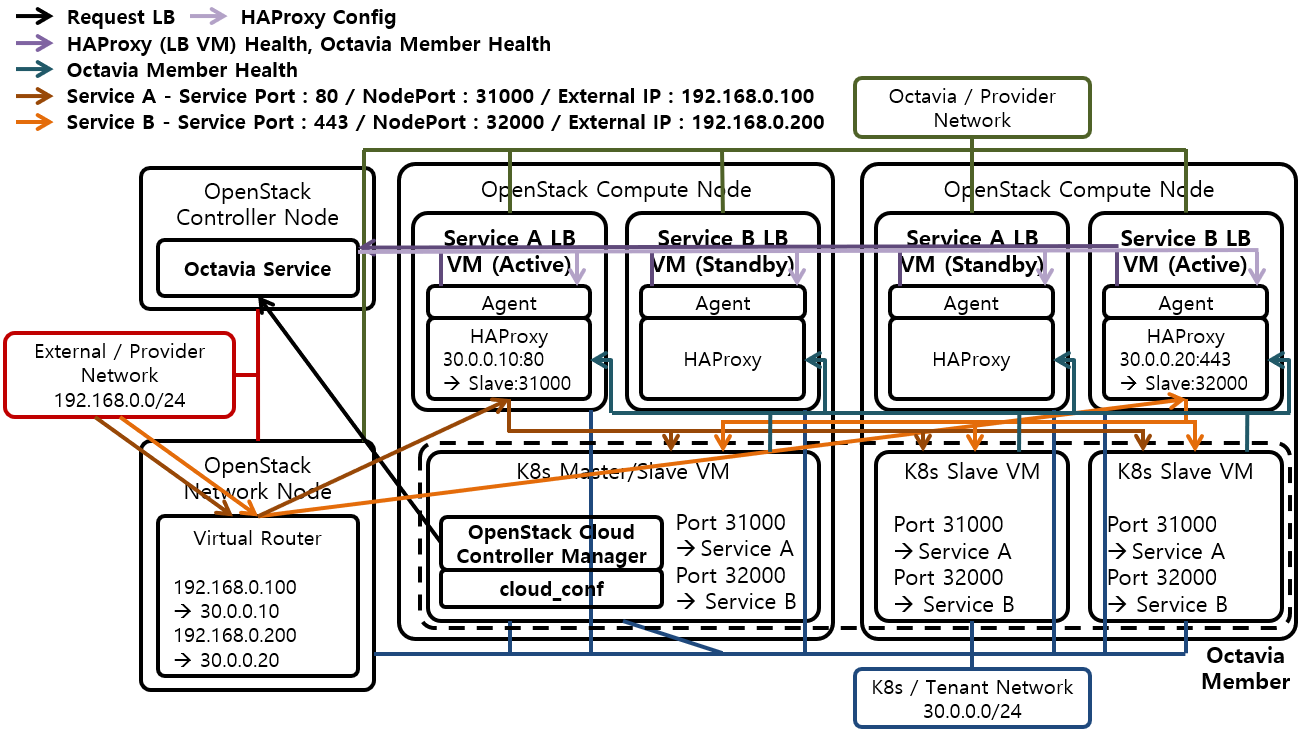 Request LB
HAProxy Config
HAProxy (LB VM) Health, Octavia Member Health
Octavia Member Health
Service A - Service Port : 80 / NodePort : 31000 / External IP : 192.168.0.100
Service B - Service Port : 443 / NodePort : 32000 / External IP : 192.168.0.200
Octavia / Provider
Network
OpenStack
Controller Node
Octavia Service
External / Provider
Network
192.168.0.0/24
OpenStack
Network Node
Virtual Router
192.168.0.100
→ 30.0.0.10
192.168.0.200
→ 30.0.0.20
OpenStack Compute Node
Service A LB
VM (Active)
Agent
HAProxy
30.0.0.10:80
→ Slave:31000
Service B LB
VM (Standby)
Agent
HAProxy
K8s Master/Slave VM
OpenStack Cloud
Controller Manager
cloud_conf
Port 31000
→ Service A
Port 32000
→ Service B
OpenStack Compute Node
Service A LB
VM (Standby)
Agent
HAProxy
Service B LB
VM (Active)
Agent
HAProxy
30.0.0.20:443
→ Slave:32000
K8s Slave VM
Port 31000
→ Service A
Port 32000
→ Service B
K8s Slave VM
Port 31000
→ Service A
Port 32000
→ Service B
Octavia
Member
K8s / Tenant Network
30.0.0.0/24